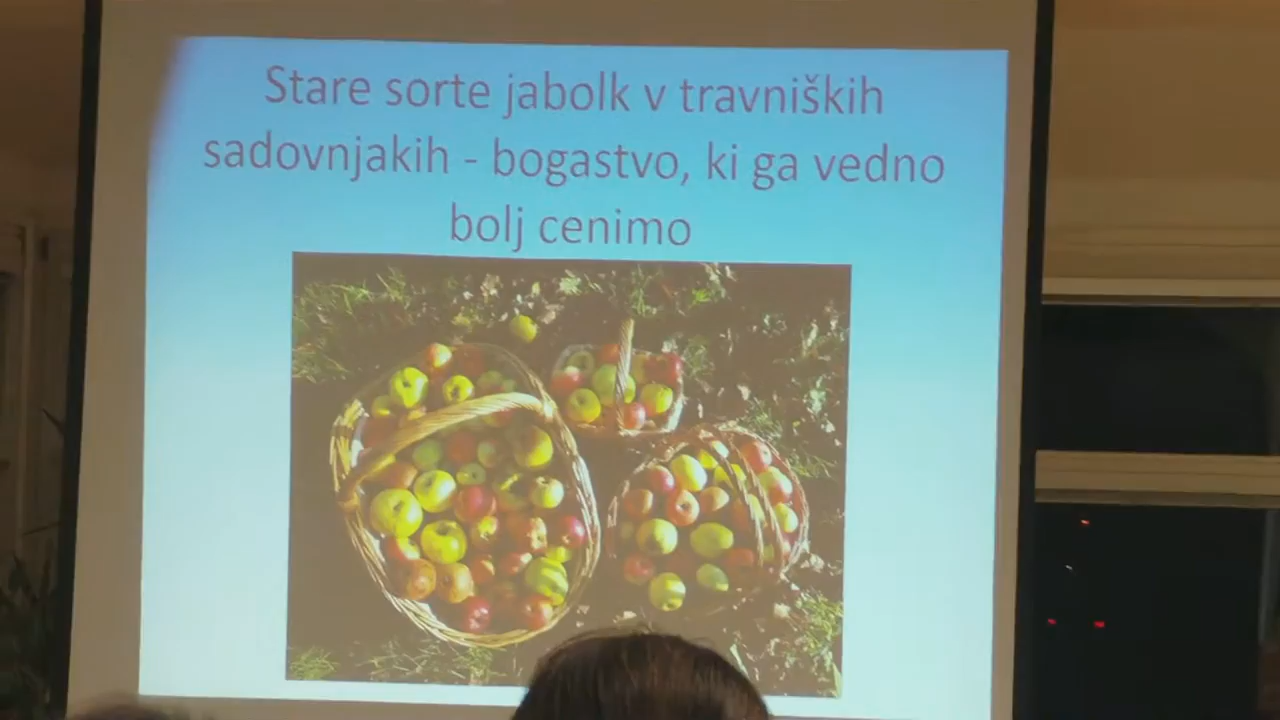 Stare sorte jabolk v travniških
sadovnjakih - bogastvo, ki ga vedno
bolj cenimo